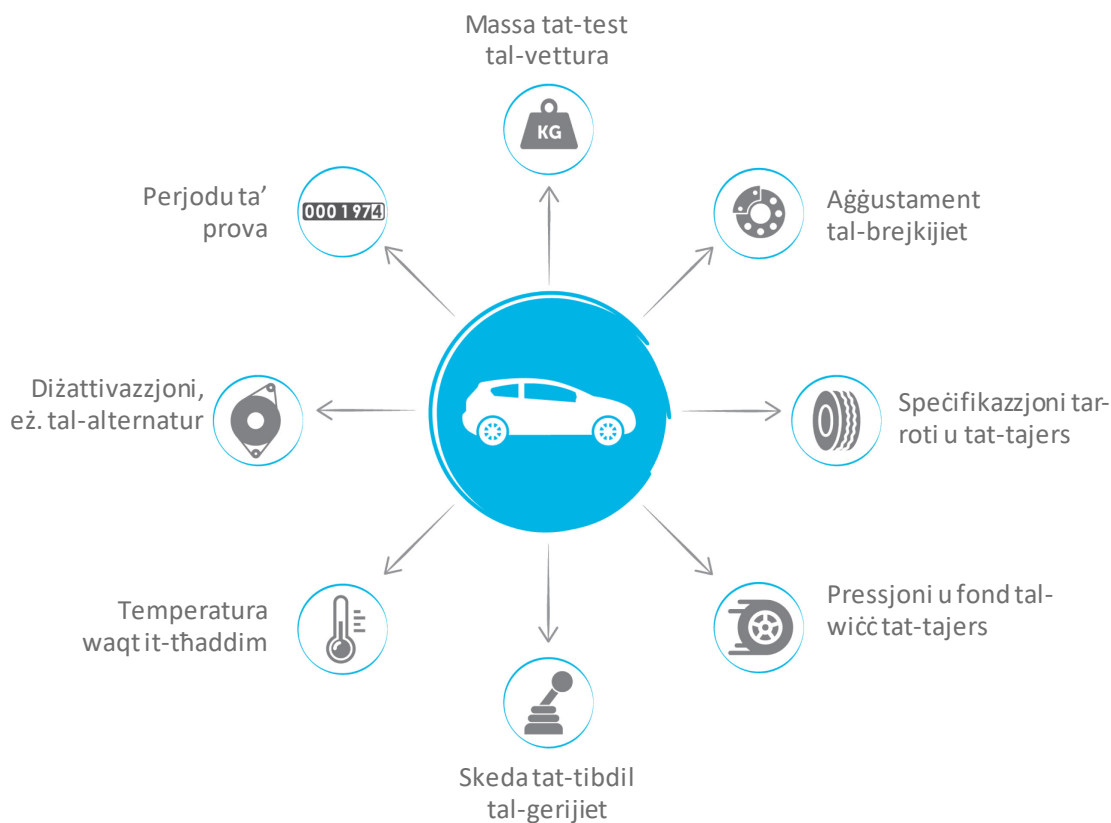 Massa tat-test
tal-vettura
KG
Perjodu ta’
prova
0001974
Aġġustament
tal-brejkijiet
Diżattivazzjoni,
eż. tal-alternatur
Speċifikazzjoni tar-
roti u tat-tajers
Temperatura
waqt it-tħaddim
Pressjoni u fond tal-
wiċċ tat-tajers
Skeda tat-tibdil
tal-gerijiet